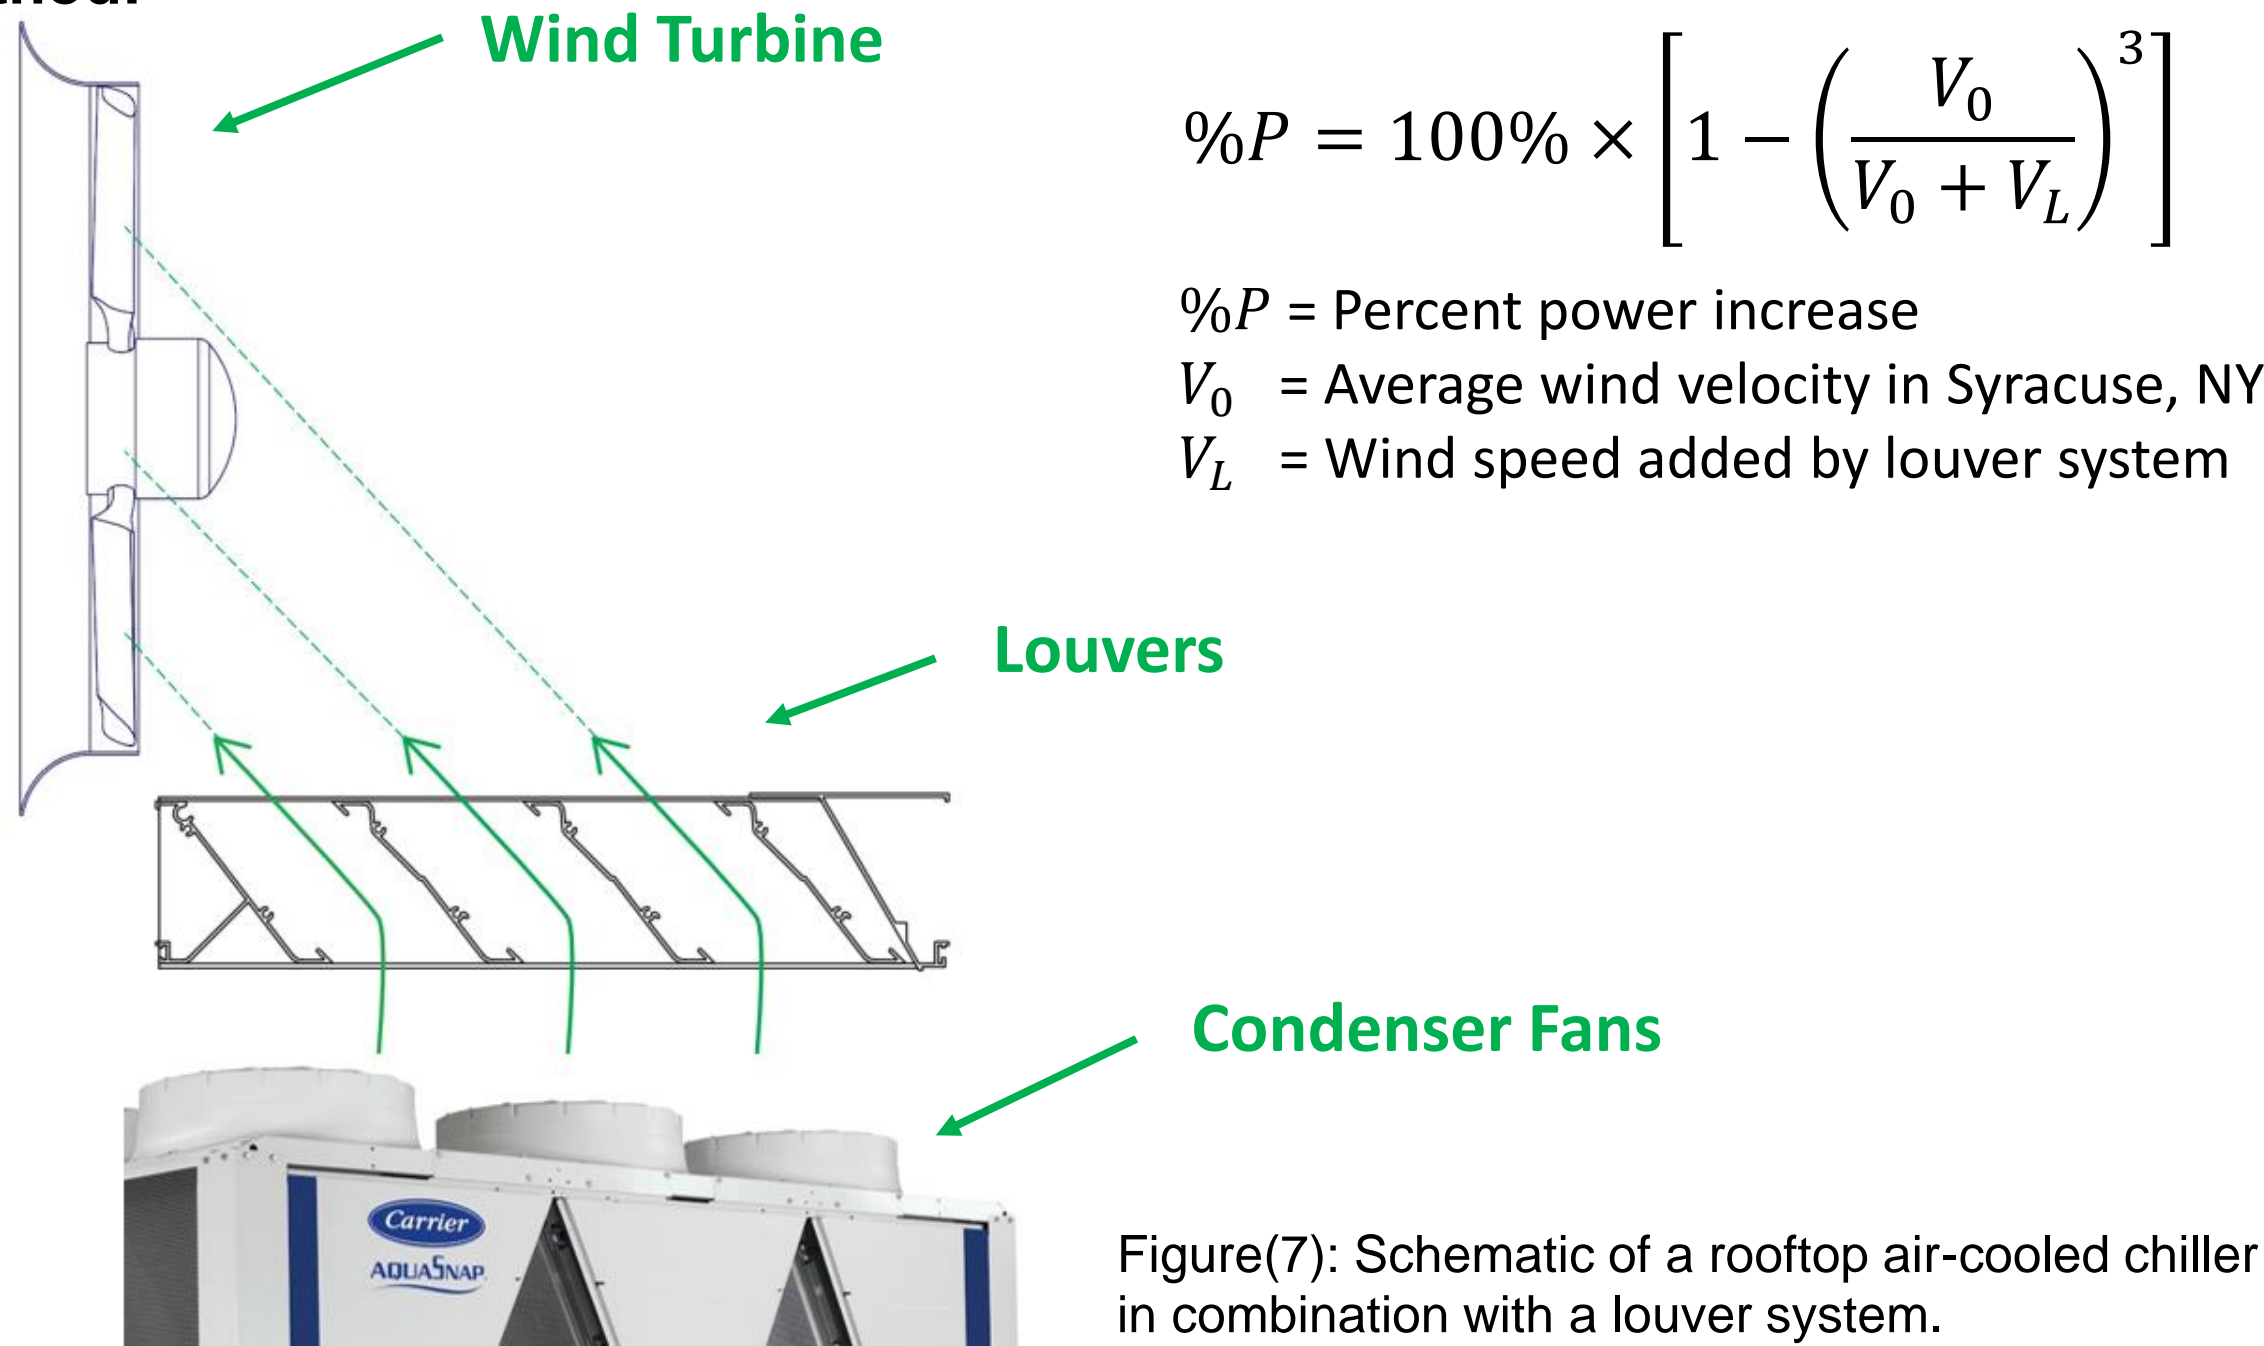 Wind Turbine
%P = 100% × [1 − (V₀ / (V₀ + V_L))³]
%P = Percent power increase
V₀ = Average wind velocity in Syracuse, NY
V_L = Wind speed added by louver system
Louvers
Condenser Fans
Carrier
AQUASNAP
Figure(7): Schematic of a rooftop air-cooled chiller
in combination with a louver system.